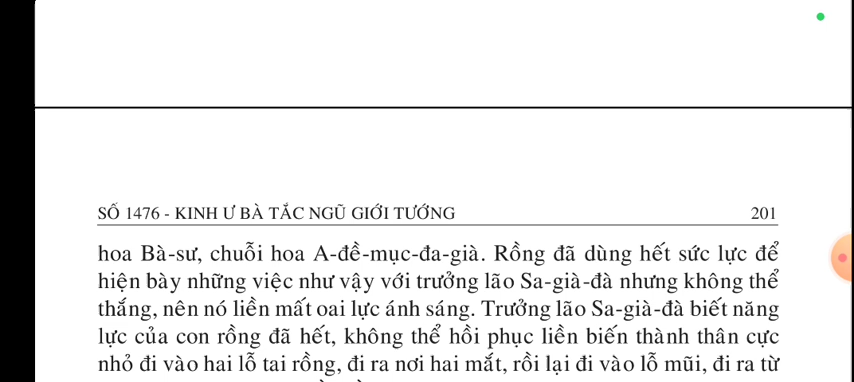 SỐ 1476 - KINH Ư BÀ TẮC NGŨ GIỚI TƯỚNG 201
hoa Bà-sư, chuỗi hoa A-đề-mục-đa-già. Rồng đã dùng hết sức lực để
hiện bày những việc như vậy với trưởng lão Sa-già-đà nhưng không thể
thắng, nên nó liền mất oai lực ánh sáng. Trưởng lão Sa-già-đà biết năng
lực của con rồng đã hết, không thể hồi phục liền biến thành thân cực
nhỏ đi vào hai lỗ tai rồng, đi ra nơi hai mắt, rồi lại đi vào lỗ mũi, đi ra từ